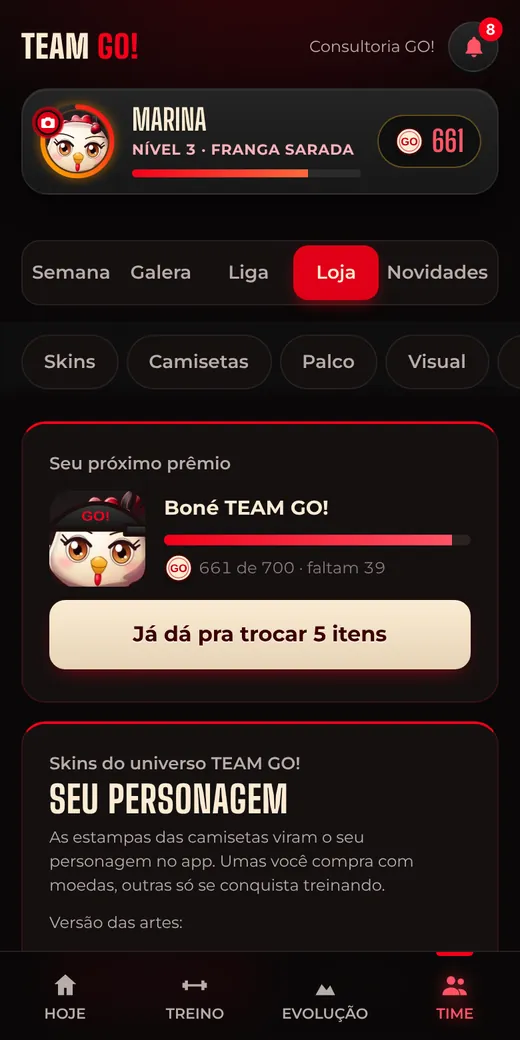 TEAM GO!
Consultoria GO!
8
MARINA
NÍVEL 3 · FRANGA SARADA
GO 661
Semana Galera Liga Loja Novidades
Skins Camisetas Palco Visual
Seu próximo prêmio
GO!
Boné TEAM GO!
GO 661 de 700 · faltam 39
Já dá pra trocar 5 itens
Skins do universo TEAM GO!
SEU PERSONAGEM
As estampas das camisetas viram o seu
personagem no app. Umas você compra com
moedas, outras só se conquista treinando.
Versão das artes:
HOJE TREINO EVOLUÇÃO TIME